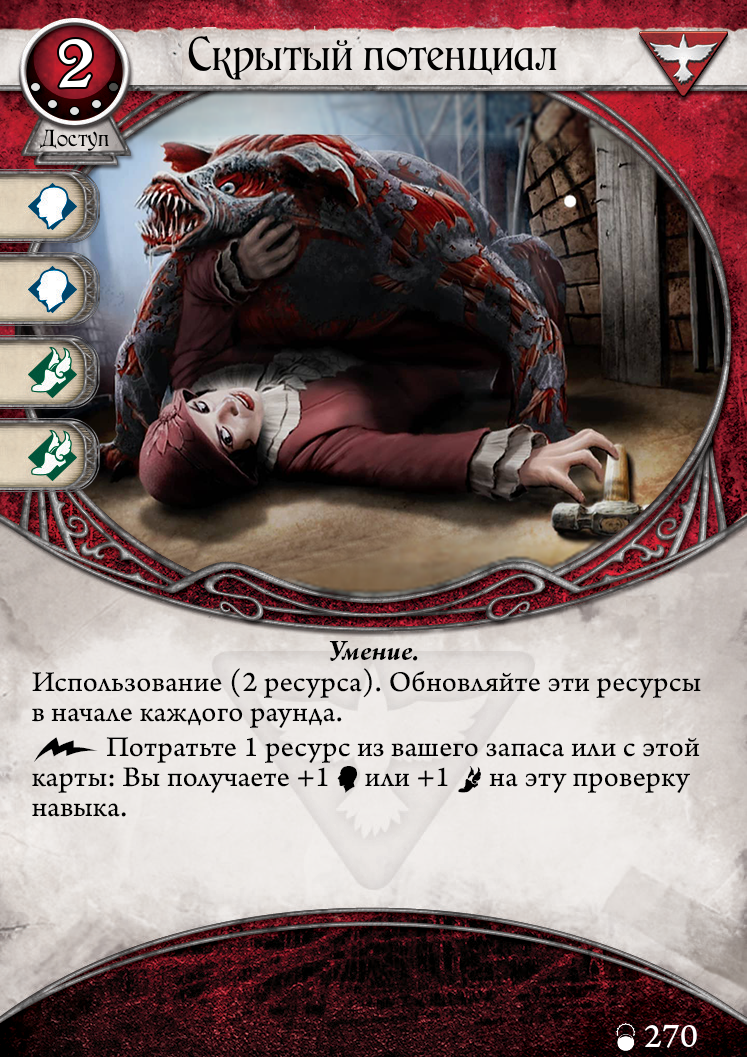 2
Скрытый потенциал
Доступ
Умение.
Использование (2 ресурса). Обновляйте эти ресурсы
в начале каждого раунда.
Потратьте 1 ресурс из вашего запаса или с этой
карты: Вы получаете +1 или +1 на эту проверку
навыка.
270